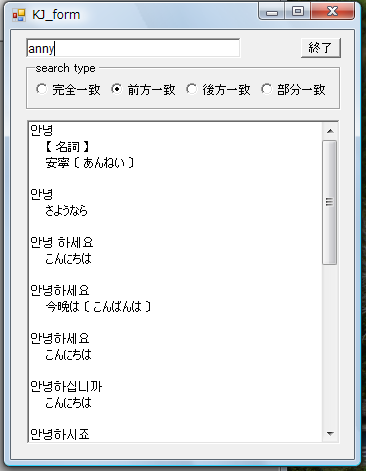 KJ_form
anny
終了
search type
完全一致 前方一致 後方一致 部分一致
안녕
【 名詞 】
安寧 〔 あんねい 〕
안녕
さようなら
안녕 하세요
こんにちは
안녕하세요
今晩は 〔 こんばんは 〕
안녕하세요
こんにちは
안녕하십니까
こんにちは
안녕하시죠